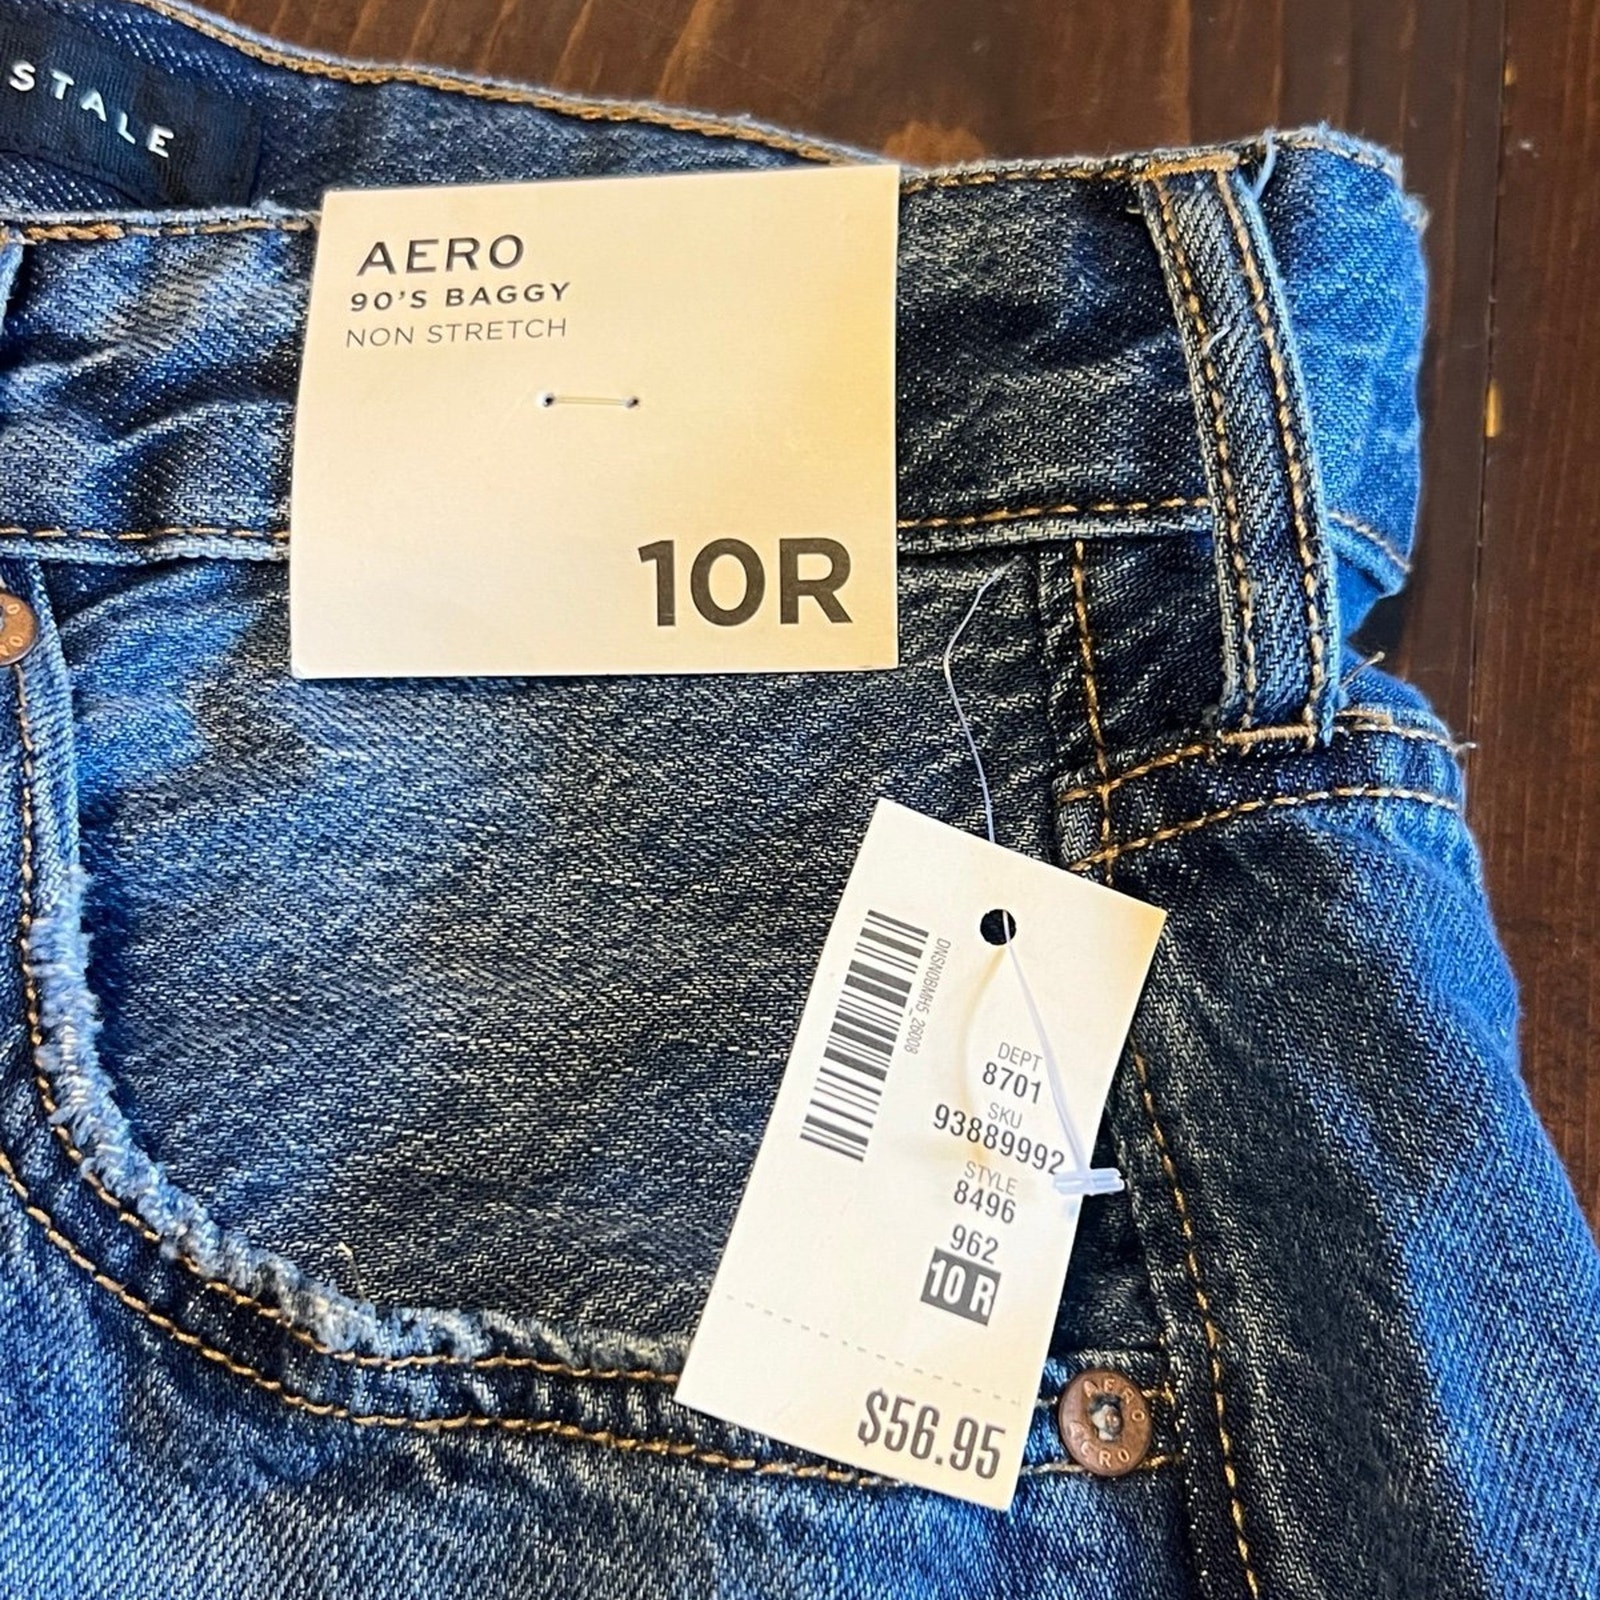 STALE
AERO
90'S BAGGY
NON STRETCH
10R
DNSN0BMH5_26008
DEPT
8701
SKU
93889992
STYLE
8496
962
10 R
$56.95
AERO
AERO